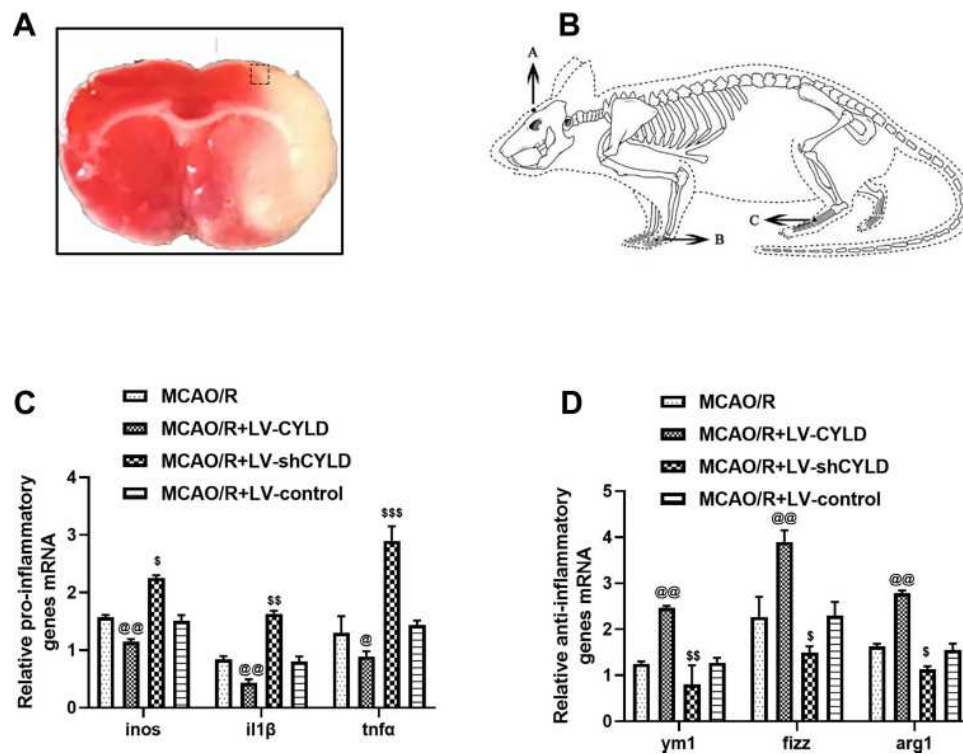 A
B
A
B
C
C
MCAO/R
MCAO/R+LV-CYLD
MCAO/R+LV-shCYLD
MCAO/R+LV-control
Relative pro-inflammatory
genes mRNA
4
3
2
1
0
@@
$
@@
$$
@
$$$
inos
il1β
tnfα
D
MCAO/R
MCAO/R+LV-CYLD
MCAO/R+LV-shCYLD
MCAO/R+LV-control
Relative anti-inflammatory
genes mRNA
5
4
3
2
1
0
@@
$$
@@
$
@@
$
ym1
fizz
arg1